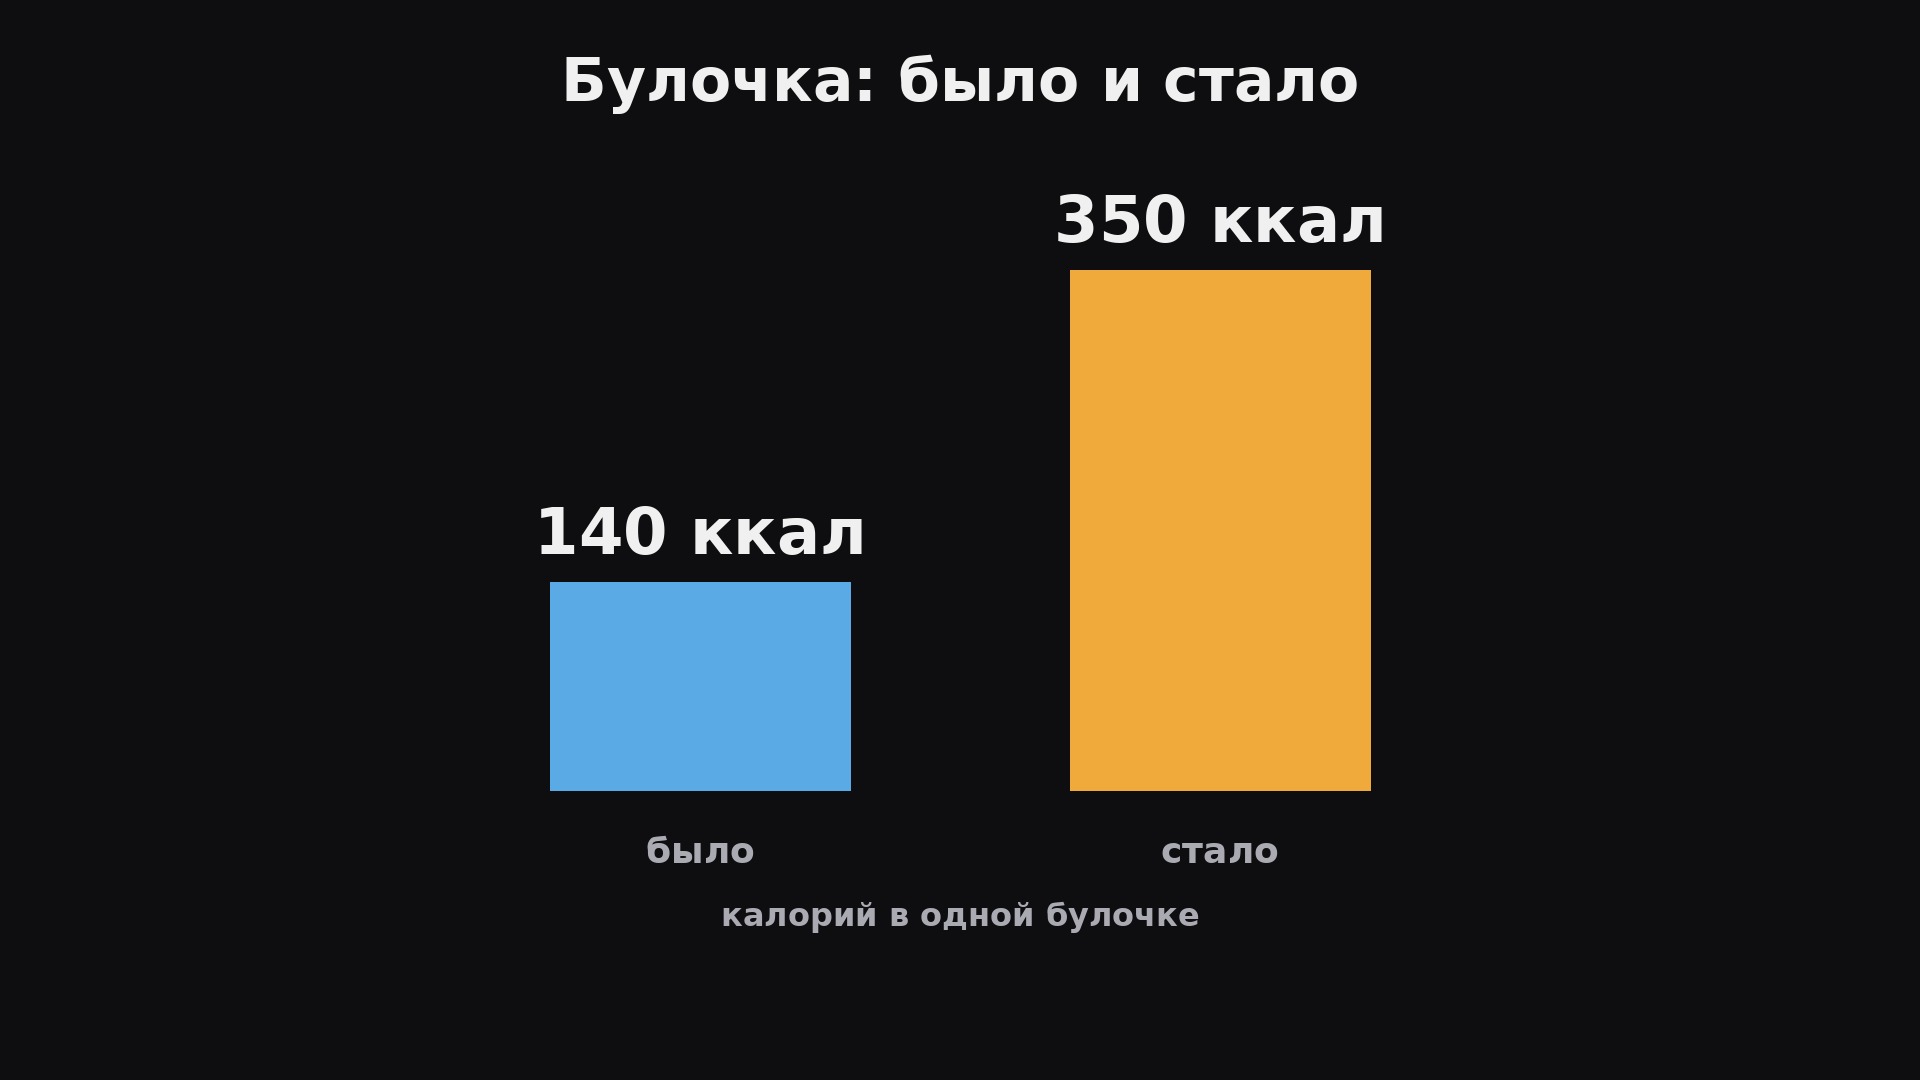 Булочка: было и стало
350 ккал
140 ккал
было
стало
калорий в одной булочке